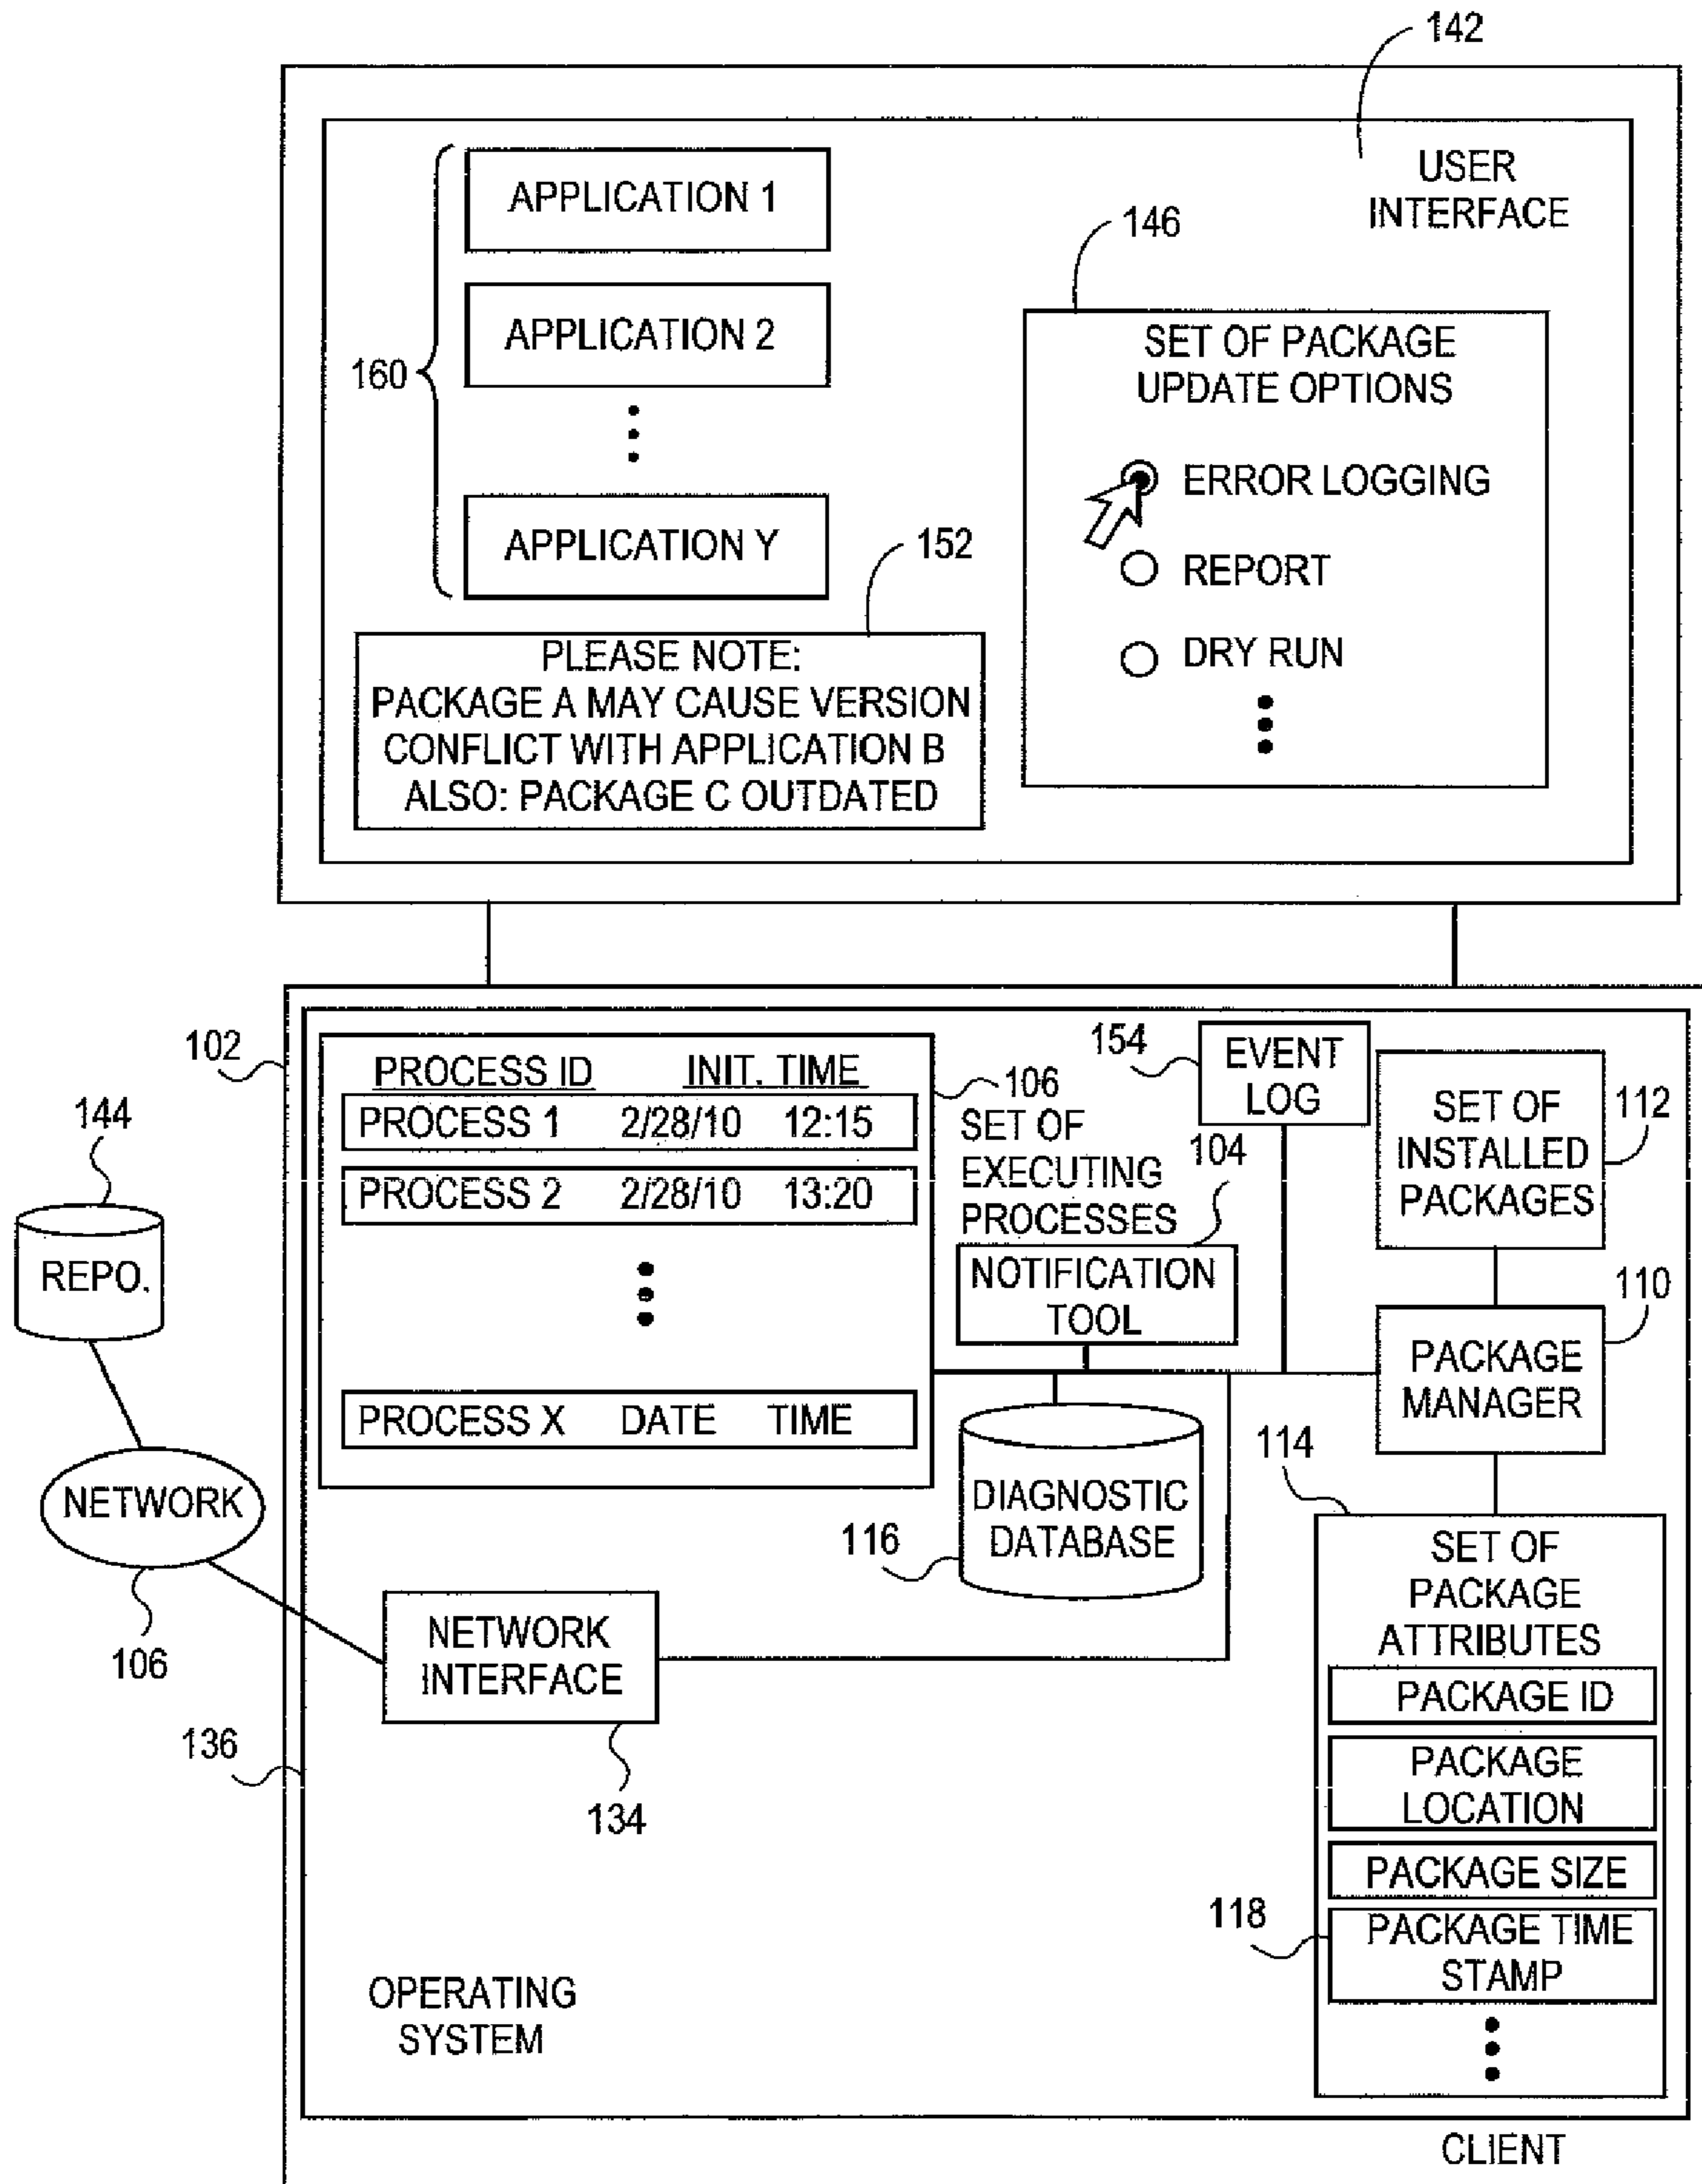 142
USER
INTERFACE
160
APPLICATION 1
APPLICATION 2
APPLICATION Y
146
SET OF PACKAGE
UPDATE OPTIONS
ERROR LOGGING
REPORT
DRY RUN
152
PLEASE NOTE:
PACKAGE A MAY CAUSE VERSION
CONFLICT WITH APPLICATION B
ALSO: PACKAGE C OUTDATED
102
PROCESS ID INIT. TIME
PROCESS 1 2/28/10 12:15
PROCESS 2 2/28/10 13:20
PROCESS X DATE TIME
106
SET OF
EXECUTING
PROCESSES
104
NOTIFICATION
TOOL
154
EVENT
LOG
SET OF
INSTALLED
PACKAGES
112
110
PACKAGE
MANAGER
144
REPO.
NETWORK
106
DIAGNOSTIC
DATABASE
116
114
SET OF
PACKAGE
ATTRIBUTES
PACKAGE ID
PACKAGE
LOCATION
PACKAGE SIZE
118
PACKAGE TIME
STAMP
NETWORK
INTERFACE
134
136
OPERATING
SYSTEM
CLIENT